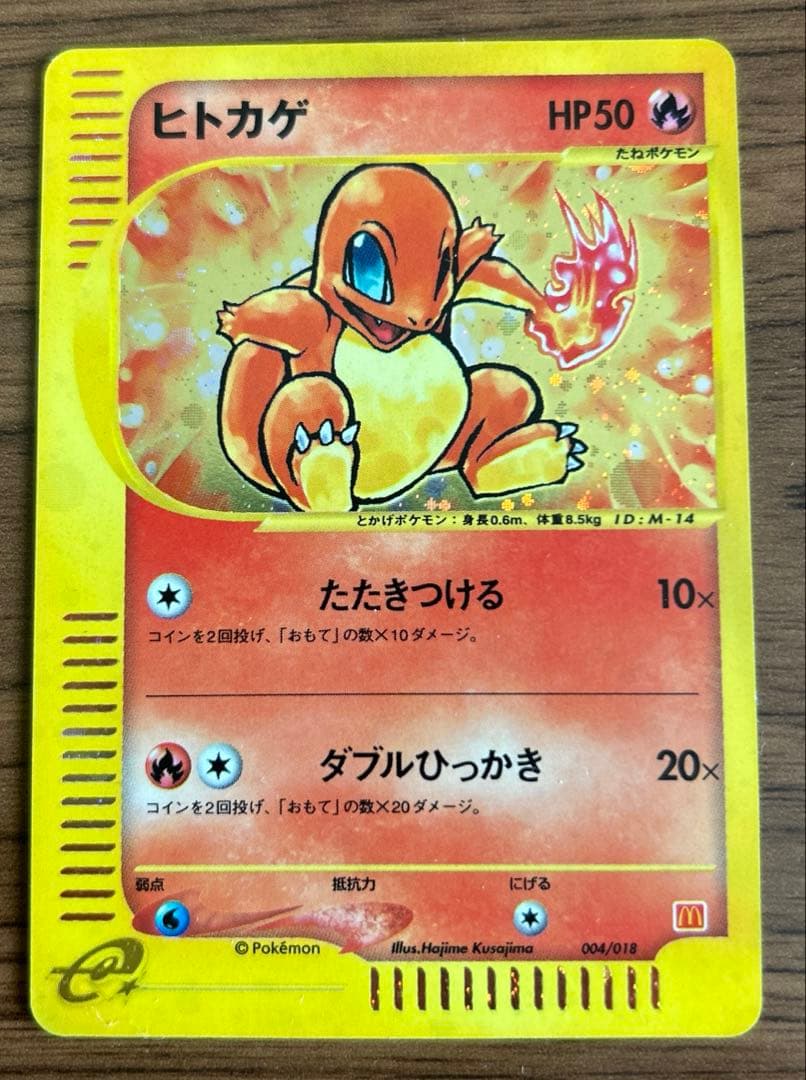 ヒトカゲ HP50
たねポケモン
とかげポケモン：身長0.6m、体重8.5kg ID:M-14
たたきつける 10×
コインを2回投げ、「おもて」の数×10ダメージ。
ダブルひっかき 20×
コインを2回投げ、「おもて」の数×20ダメージ。
弱点 抵抗力 にげる
©Pokémon Illus.Hajime Kusajima 004/018